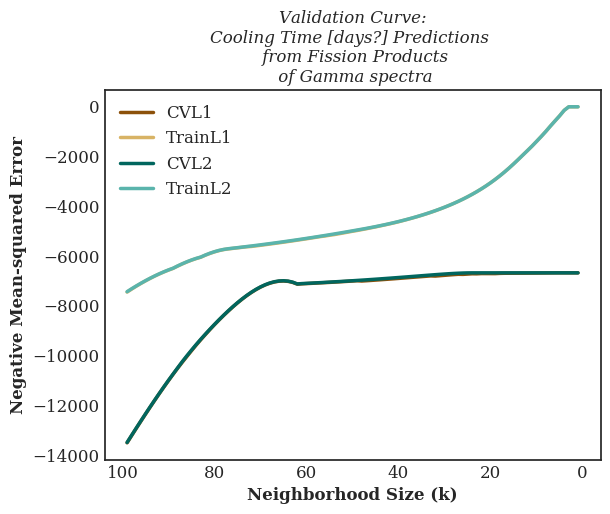 Validation Curve:
Cooling Time [days?] Predictions
from Fission Products
of Gamma spectra
Negative Mean-squared Error
0
−2000
−4000
−6000
−8000
−10000
−12000
−14000
CVL1
TrainL1
CVL2
TrainL2
100 80 60 40 20 0
Neighborhood Size (k)